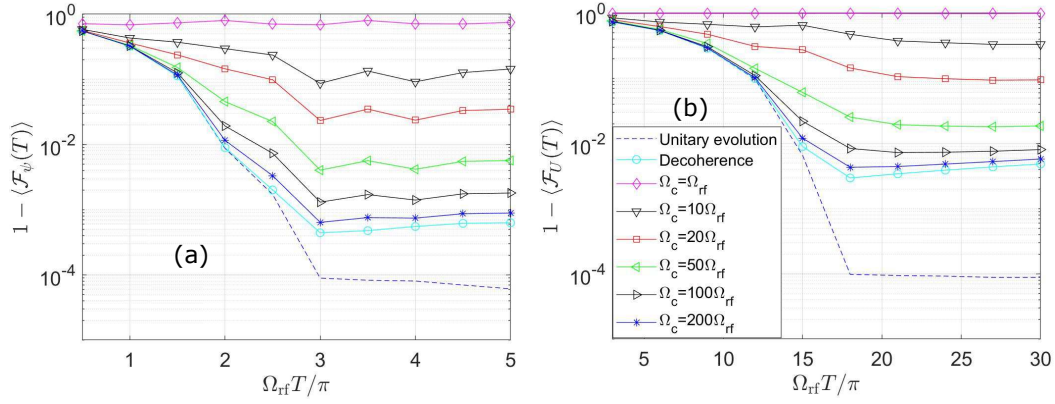 10^0
10^-2
10^-4
1 − ⟨F_ψ(T)⟩
(a)
1 2 3 4 5
Ω_rf T/π
10^0
10^-2
10^-4
1 − ⟨F_U(T)⟩
(b)
Unitary evolution
Decoherence
Ω_c=Ω_rf
Ω_c=10Ω_rf
Ω_c=20Ω_rf
Ω_c=50Ω_rf
Ω_c=100Ω_rf
Ω_c=200Ω_rf
5 10 15 20 25 30
Ω_rf T/π